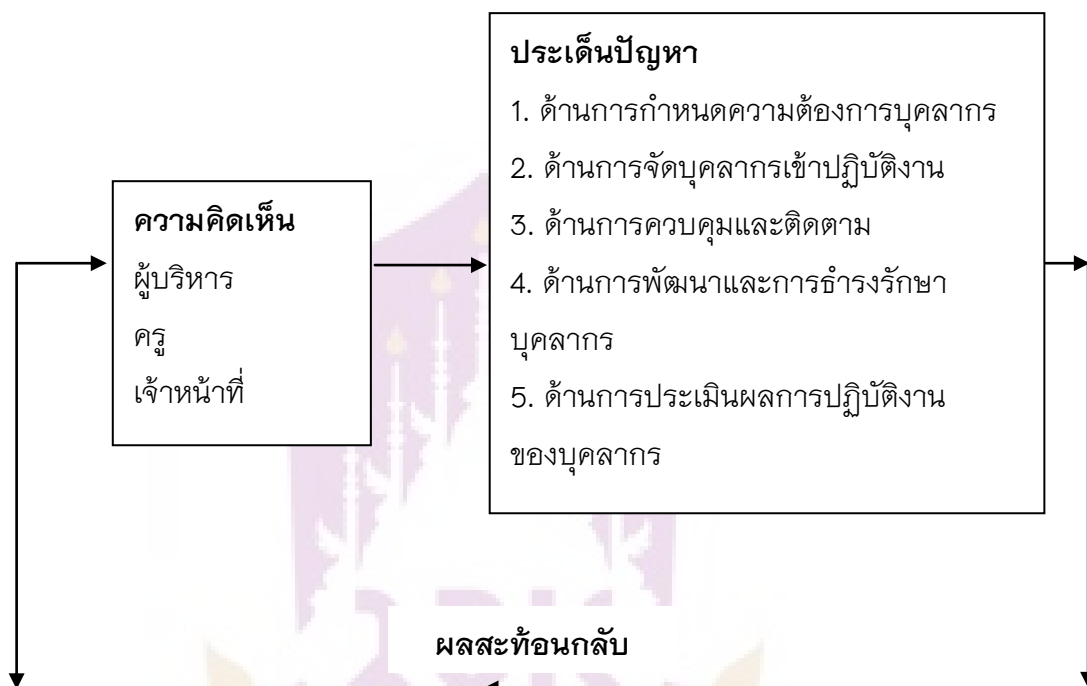 ประเด็นปัญหา
1. ด้านการกำหนดความต้องการบุคลากร
2. ด้านการจัดบุคลากรเข้าปฏิบัติงาน
3. ด้านการควบคุมและติดตาม
4. ด้านการพัฒนาและการธำรงรักษา
บุคลากร
5. ด้านการประเมินผลการปฏิบัติงาน
ของบุคลากร
ความคิดเห็น
ผู้บริหาร
ครู
เจ้าหน้าที่
ผลสะท้อนกลับ